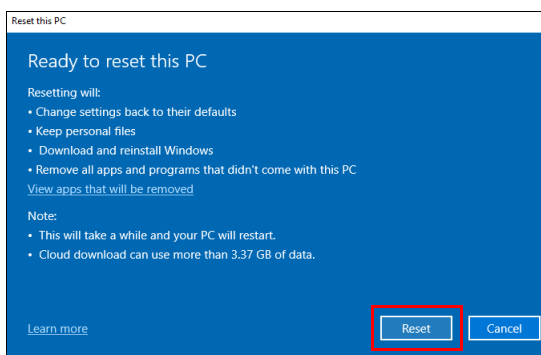 Reset this PC
Ready to reset this PC
Resetting will:
• Change settings back to their defaults
• Keep personal files
• Download and reinstall Windows
• Remove all apps and programs that didn't come with this PC
View apps that will be removed
Note:
• This will take a while and your PC will restart.
• Cloud download can use more than 3.37 GB of data.
Learn more
Reset
Cancel